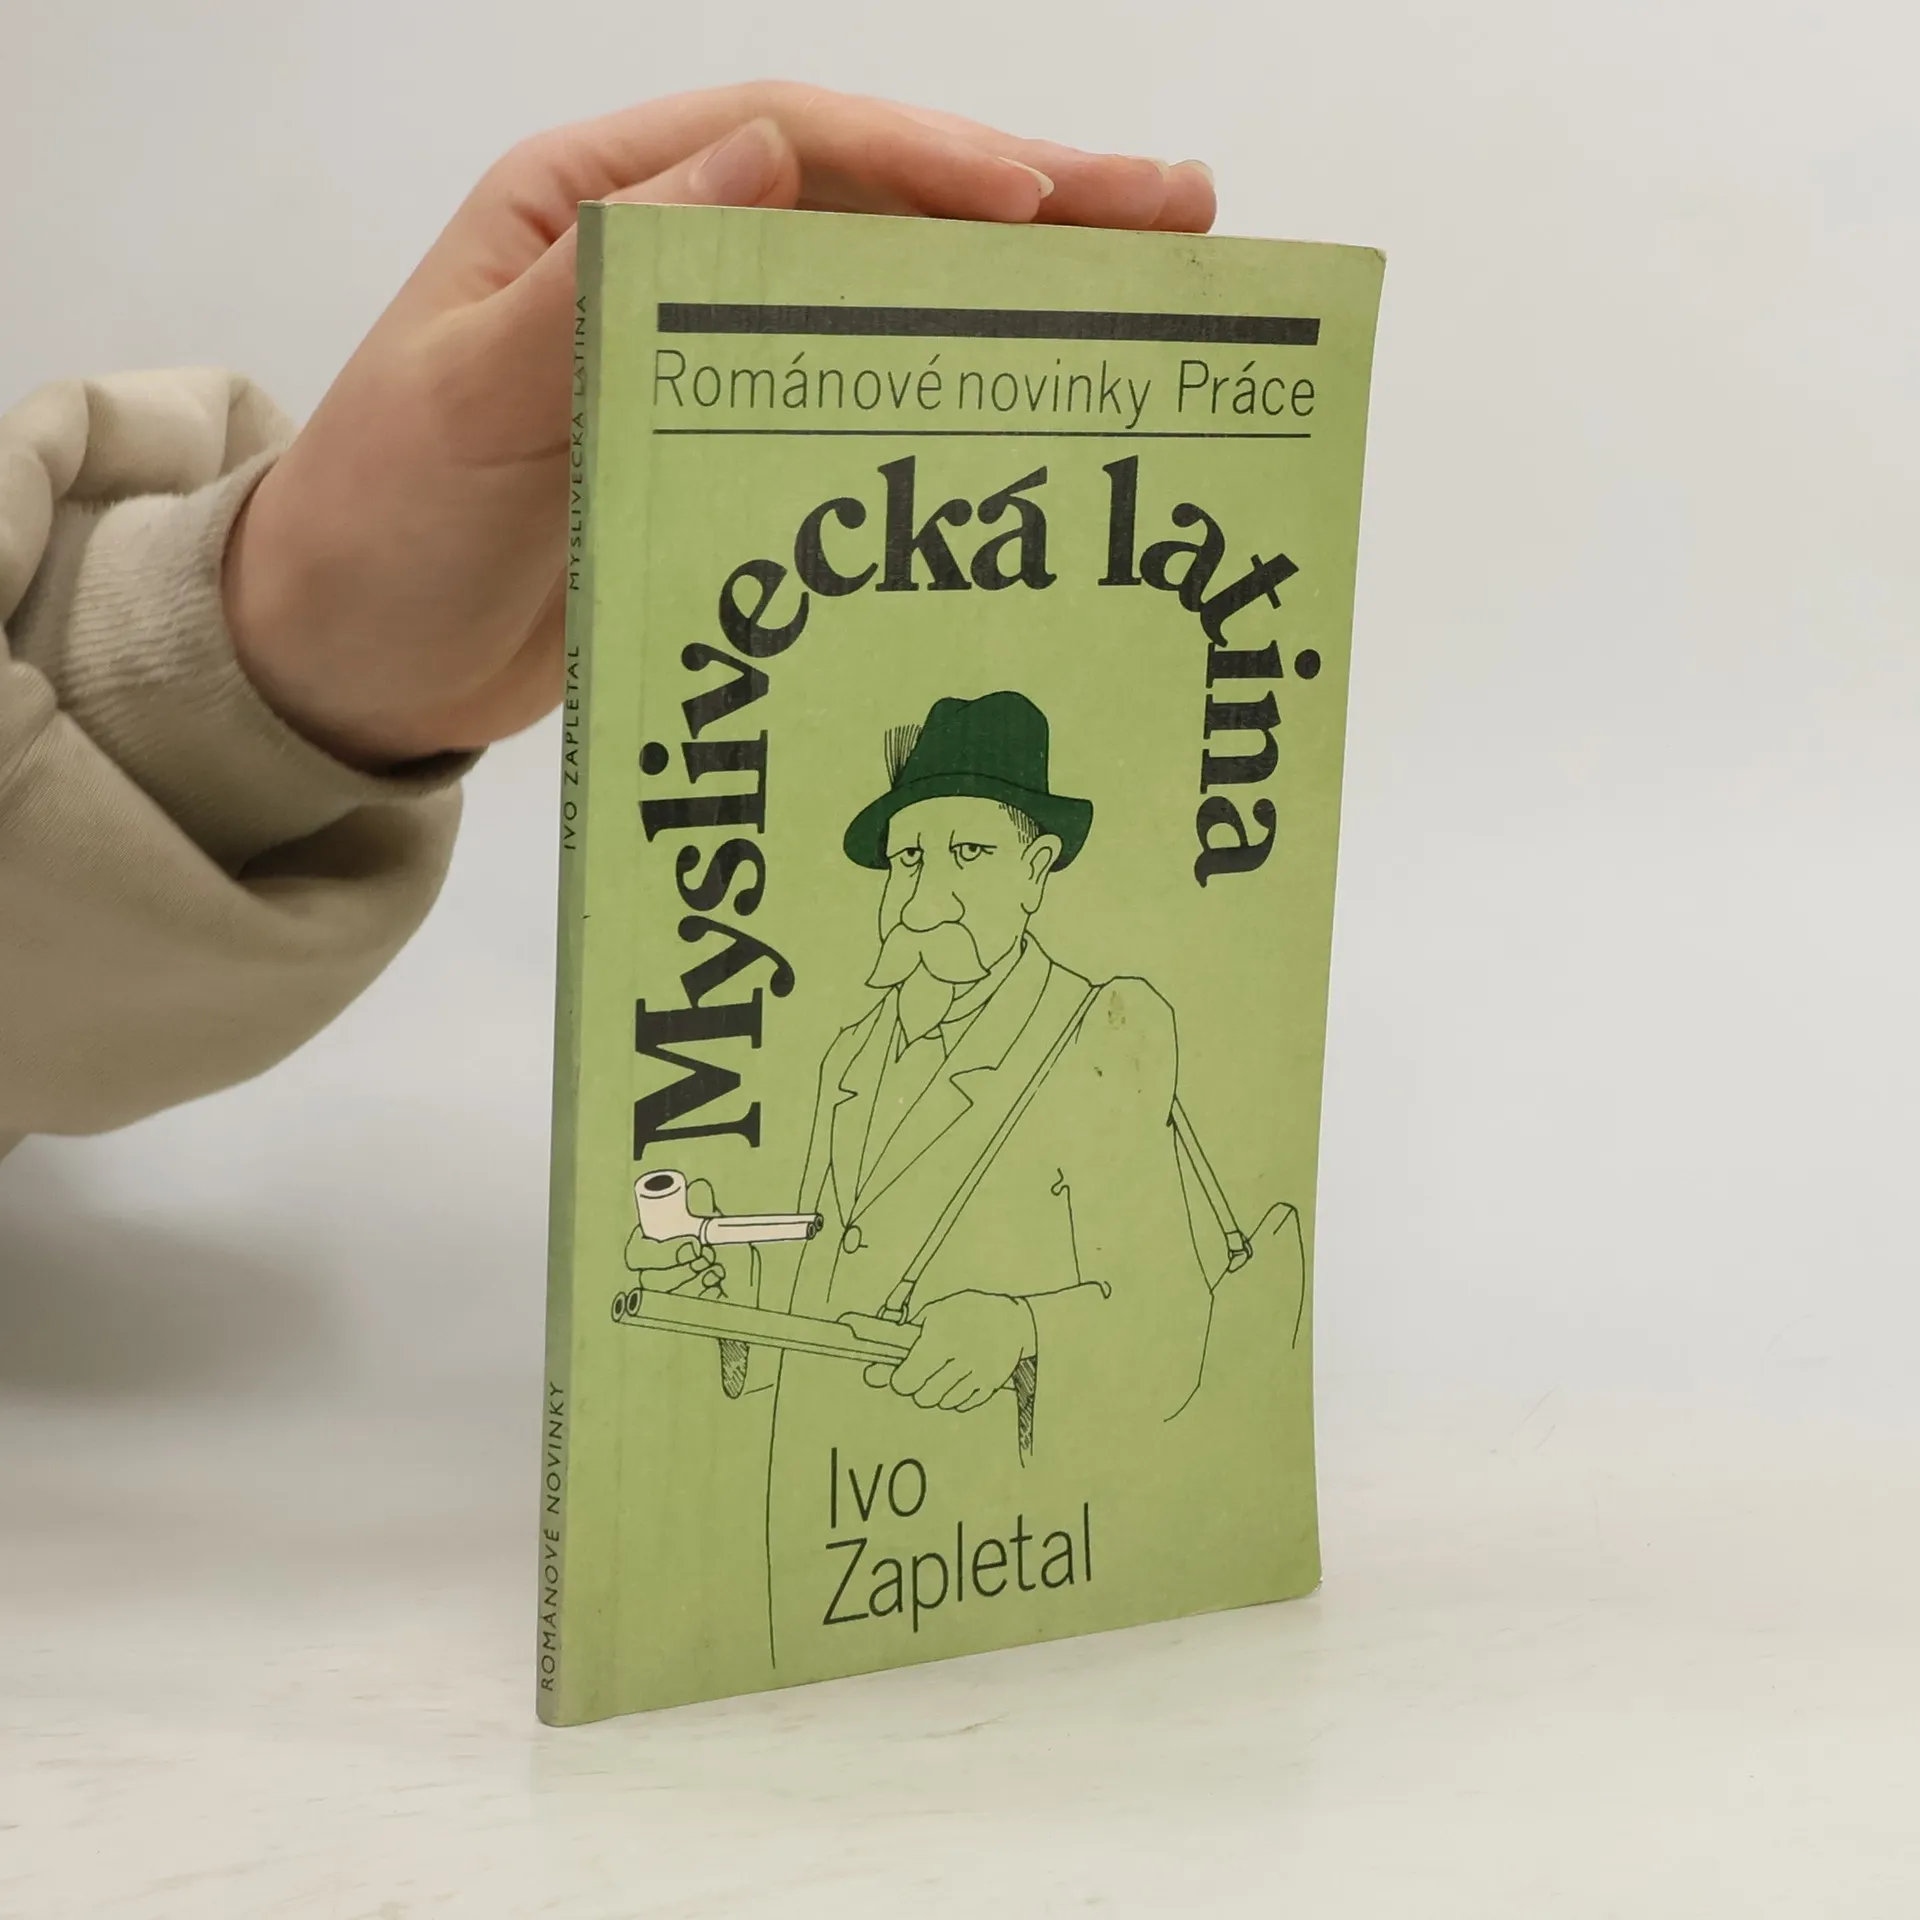 Románové novinky Práce
Myslivecká latina
Ivo
Zapletal
ROMÁNOVÉ NOVINKY IVO ZAPLETAL MYSLIVECKÁ LATINA